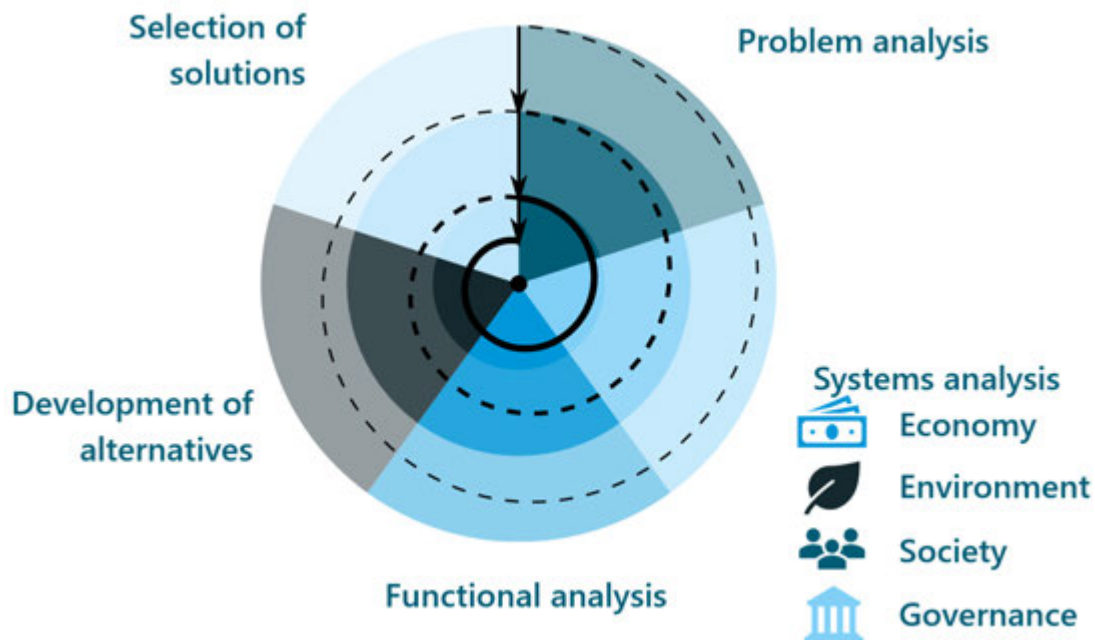 Selection of
solutions
Problem analysis
Systems analysis
Economy
Environment
Society
Governance
Functional analysis
Development of
alternatives